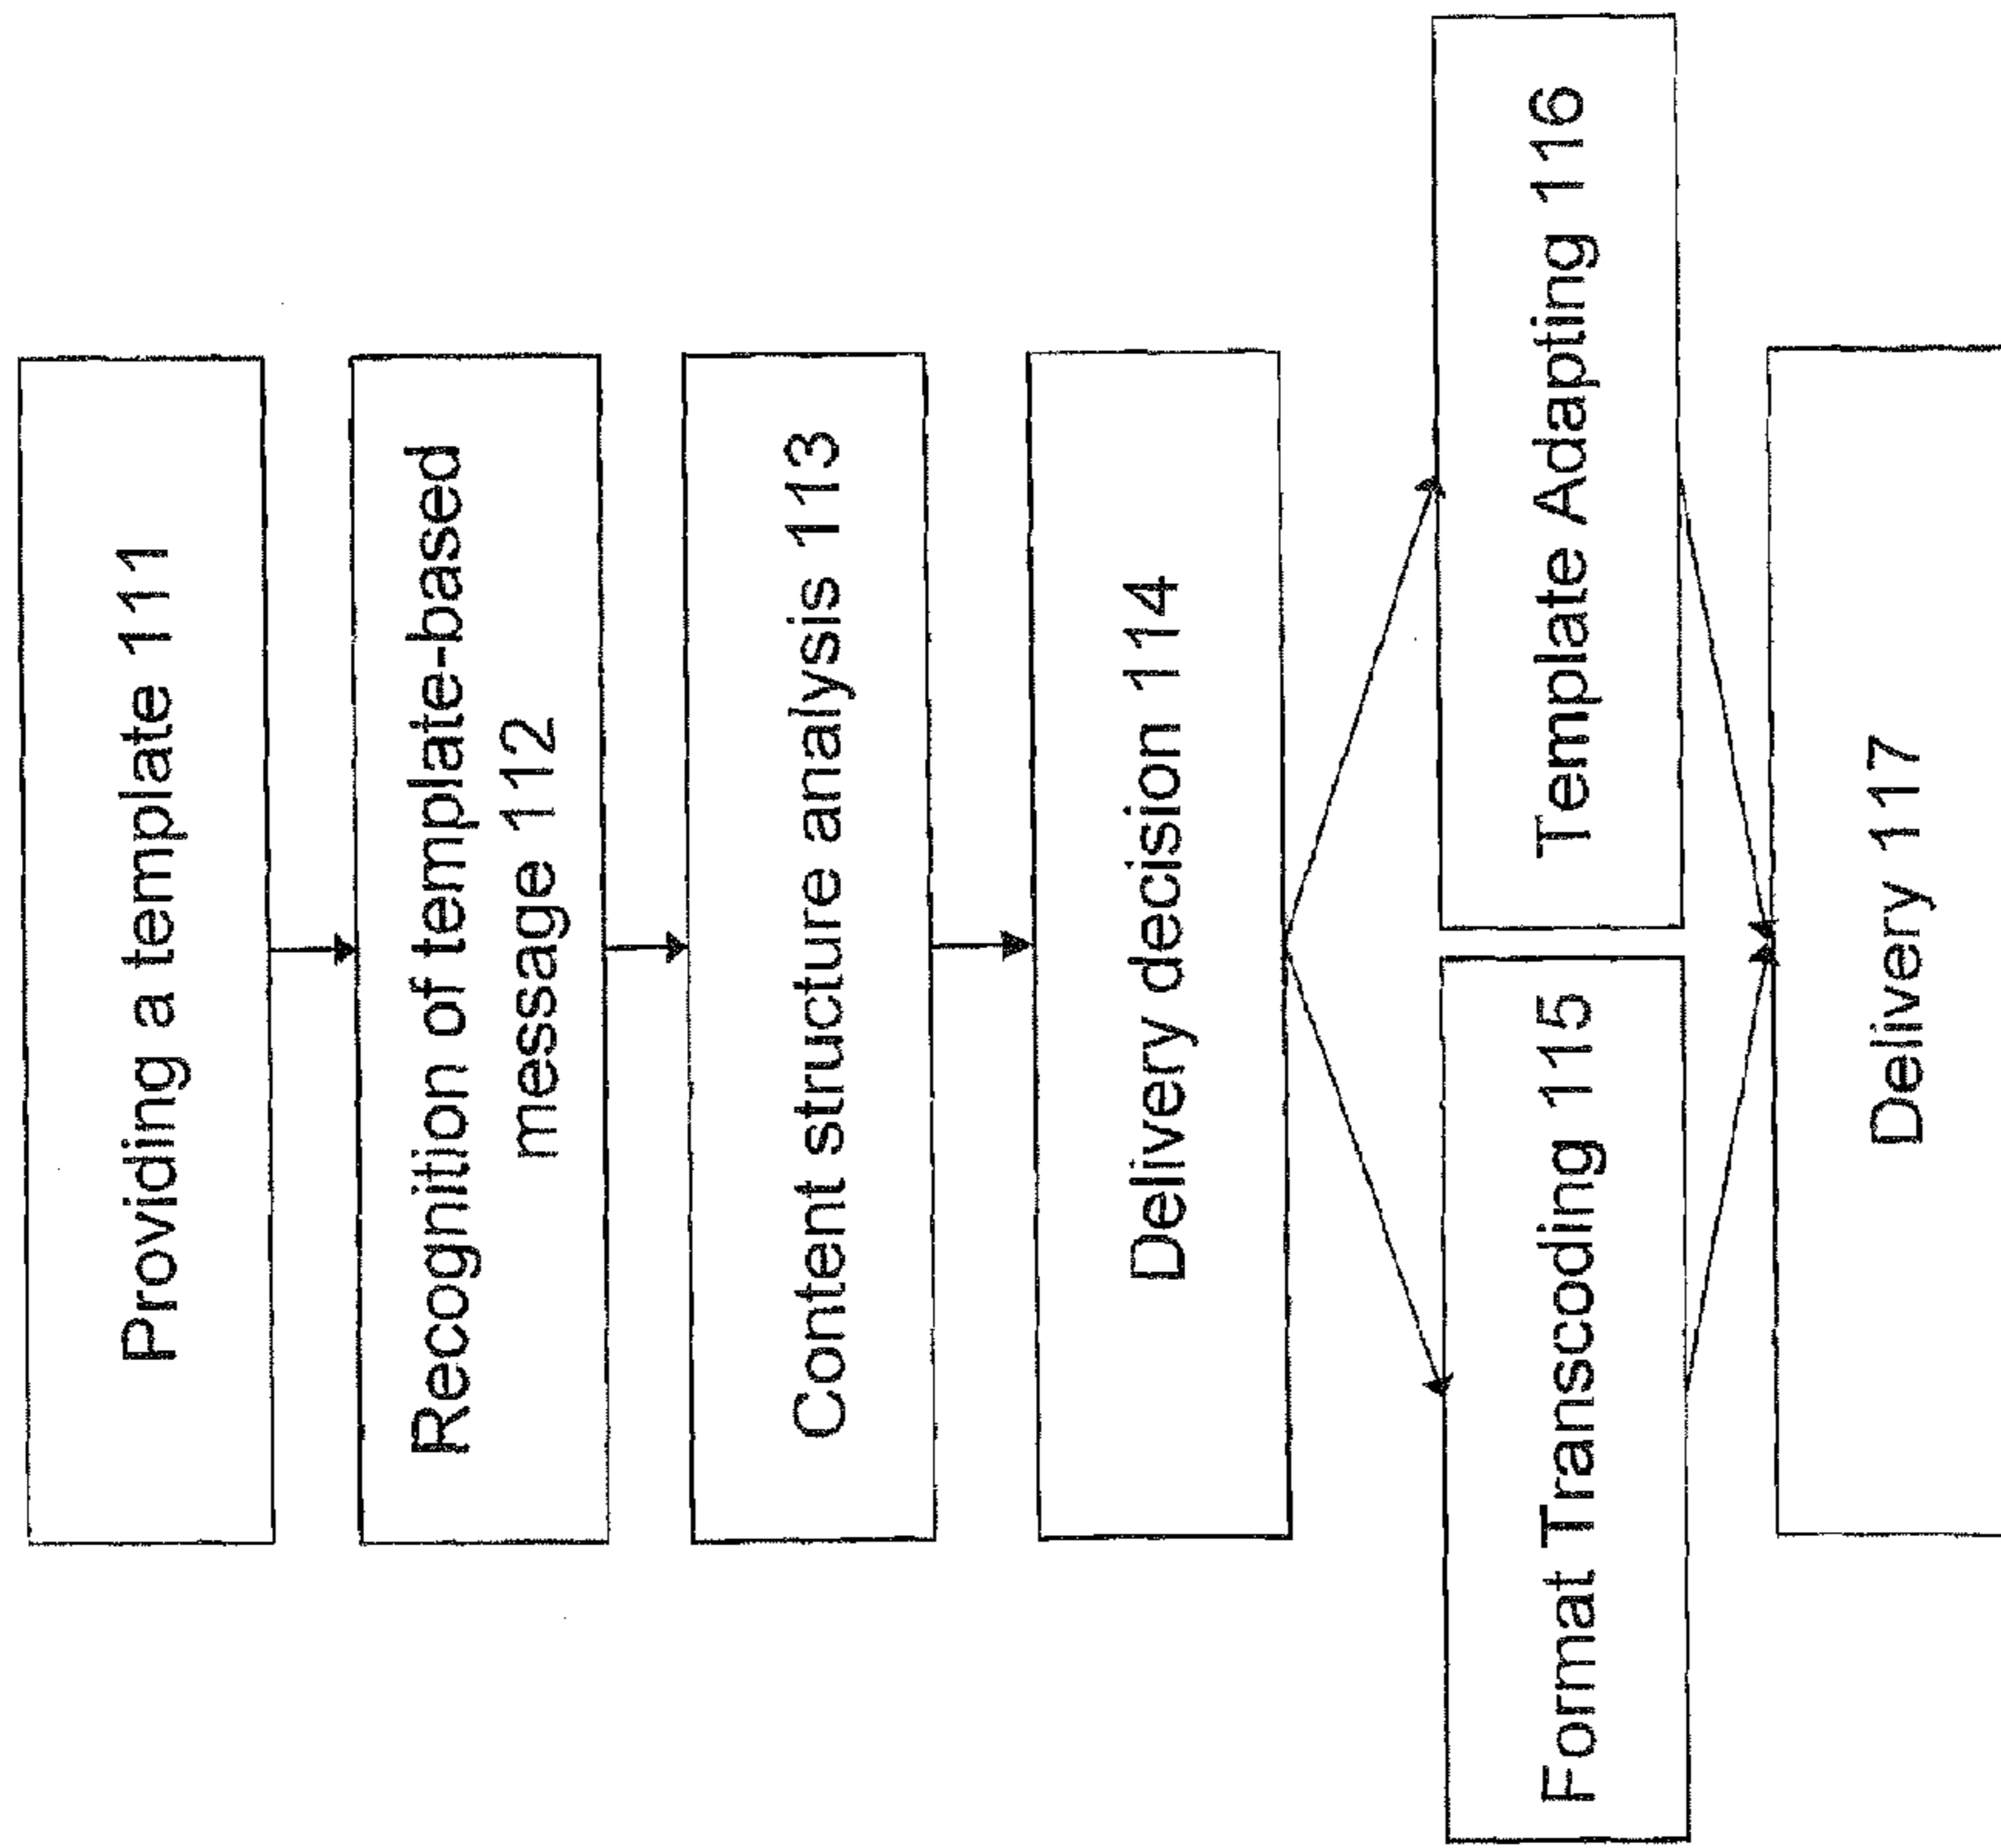 Providing a template 111
Recognition of template-based
message 112
Content structure analysis 113
Delivery decision 114
Format Transcoding 115
Template Adapting 116
Delivery 117